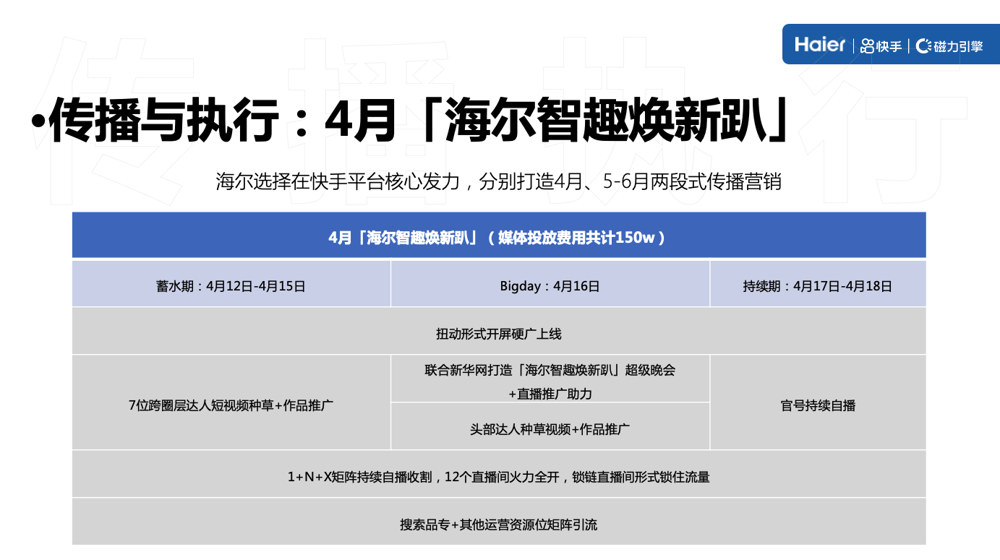 Haier | 快手 | 磁力引擎
传播执行
•传播与执行：4月「海尔智趣焕新趴」
海尔选择在快手平台核心发力，分别打造4月、5-6月两段式传播营销
4月「海尔智趣焕新趴」（媒体投放费用共计150w）
蓄水期：4月12日-4月15日
Bigday：4月16日
持续期：4月17日-4月18日
扭动形式开屏硬广上线
7位跨圈层达人短视频种草+作品推广
联合新华网打造「海尔智趣焕新趴」超级晚会
+直播推广助力
头部达人种草视频+作品推广
官号持续自播
1+N+X矩阵持续自播收割，12个直播间火力全开，锁链直播间形式锁住流量
搜索品专+其他运营资源位矩阵引流